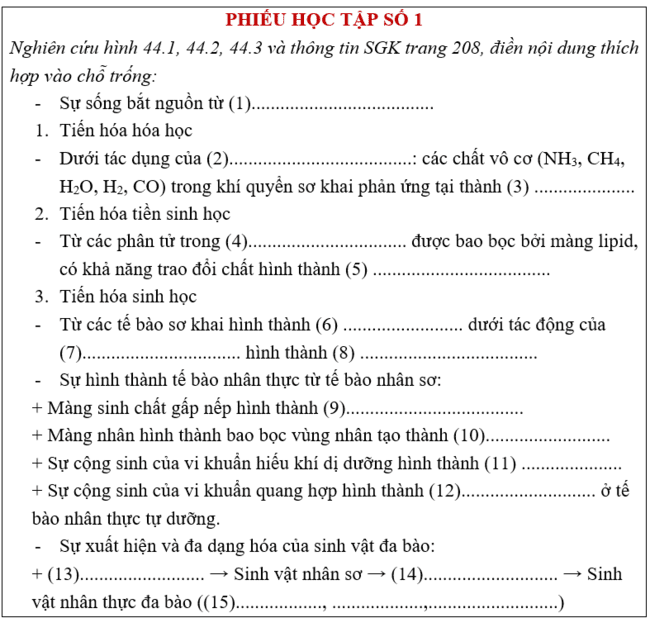 PHIẾU HỌC TẬP SỐ 1
Nghiên cứu hình 44.1, 44.2, 44.3 và thông tin SGK trang 208, điền nội dung thích
hợp vào chỗ trống:
- Sự sống bắt nguồn từ (1).....................................
1. Tiến hóa hóa học
- Dưới tác dụng của (2).....................................: các chất vô cơ (NH₃, CH₄,
H₂O, H₂, CO) trong khí quyển sơ khai phản ứng tại thành (3) .....................
2. Tiến hóa tiền sinh học
- Từ các phân tử trong (4)................................ được bao bọc bởi màng lipid,
có khả năng trao đổi chất hình thành (5) ....................................
3. Tiến hóa sinh học
- Từ các tế bào sơ khai hình thành (6) ......................... dưới tác động của
(7)................................ hình thành (8) ....................................
- Sự hình thành tế bào nhân thực từ tế bào nhân sơ:
+ Màng sinh chất gấp nếp hình thành (9)....................................
+ Màng nhân hình thành bao bọc vùng nhân tạo thành (10).........................
+ Sự cộng sinh của vi khuẩn hiếu khí dị dưỡng hình thành (11) .....................
+ Sự cộng sinh của vi khuẩn quang hợp hình thành (12)........................... ở tế
bào nhân thực tự dưỡng.
- Sự xuất hiện và đa dạng hóa của sinh vật đa bào:
+ (13)......................... → Sinh vật nhân sơ → (14)........................... → Sinh
vật nhân thực đa bào ((15)..................., ....................,..........................)